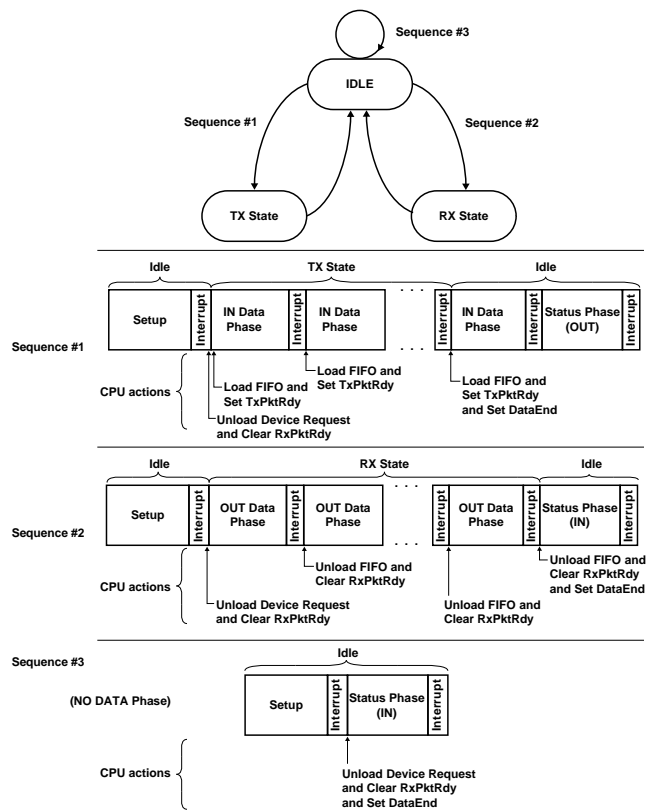 Sequence #3
IDLE
Sequence #1
Sequence #2
TX State
RX State
Idle
TX State
Idle
Sequence #1
Setup
Interrupt
IN Data
Phase
Interrupt
IN Data
Phase
. . .
. . .
Interrupt
IN Data
Phase
Interrupt
Status Phase
(OUT)
Interrupt
CPU actions
Load FIFO and
Set TxPktRdy
Unload Device Request
and Clear RxPktRdy
Load FIFO and
Set TxPktRdy
Load FIFO and
Set TxPktRdy
and Set DataEnd
Idle
RX State
Idle
Sequence #2
Setup
Interrupt
OUT Data
Phase
Interrupt
OUT Data
Phase
. . .
. . .
Interrupt
OUT Data
Phase
Interrupt
Status Phase
(IN)
Interrupt
CPU actions
Unload Device Request
and Clear RxPktRdy
Unload FIFO and
Clear RxPktRdy
Unload FIFO and
Clear RxPktRdy
Unload FIFO and
Clear RxPktRdy
and Set DataEnd
Sequence #3
(NO DATA Phase)
Idle
Setup
Interrupt
Status Phase
(IN)
Interrupt
CPU actions
Unload Device Request
and Clear RxPktRdy
and Set DataEnd